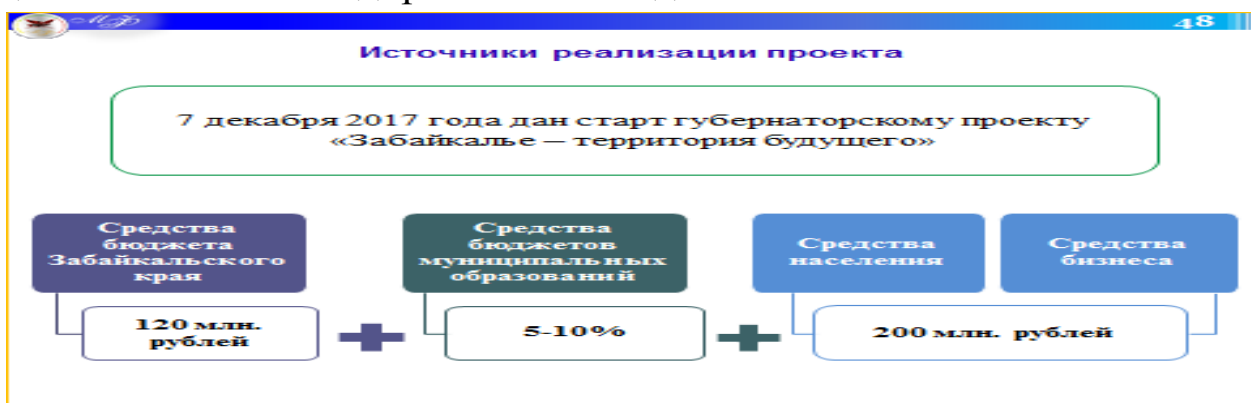 48
Источники реализации проекта
7 декабря 2017 года дан старт губернаторскому проекту
«Забайкалье – территория будущего»
Средства
бюджета
Забайкальского
края
Средства
бюджетов
муниципальных
образований
Средства
населения
Средства
бизнеса
120 млн.
рублей
5-10%
200 млн. рублей